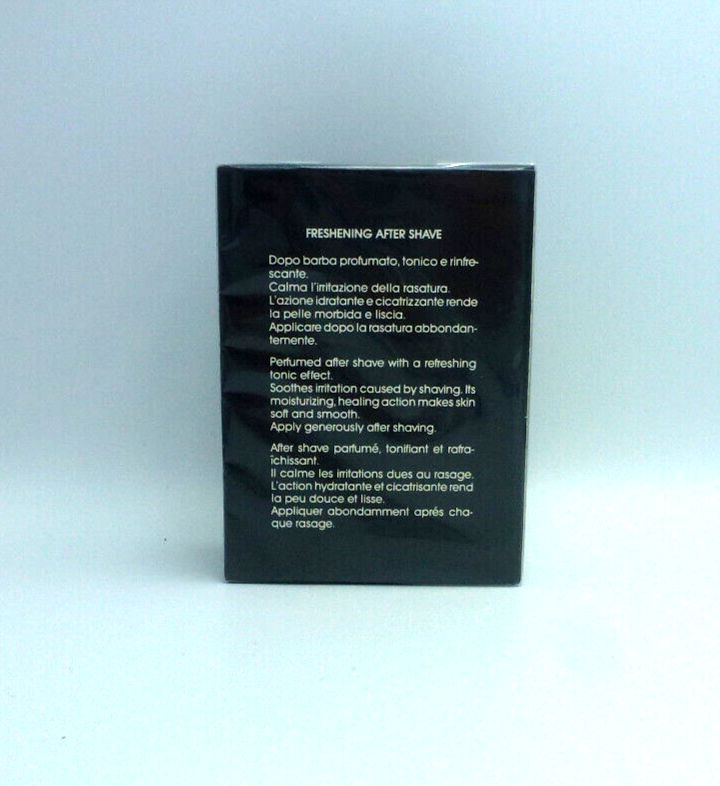 FRESHENING AFTER SHAVE
Dopo barba profumato, tonico e rinfre-
scante.
Calma l'irritazione della rasatura.
L'azione idratante e cicatrizzante rende
la pelle morbida e liscia.
Applicare dopo la rasatura abbondan-
temente.
Perfumed after shave with a refreshing
tonic effect.
Soothes irritation caused by shaving. Its
moisturizing, healing action makes skin
soft and smooth.
Apply generously after shaving.
After shave parfumé, tonifiant et rafra-
îchissant.
Il calme les irritations dues au rasage.
L'action hydratante et cicatrisante rend
la peu douce et lisse.
Appliquer abondamment aprés cha-
que rasage.